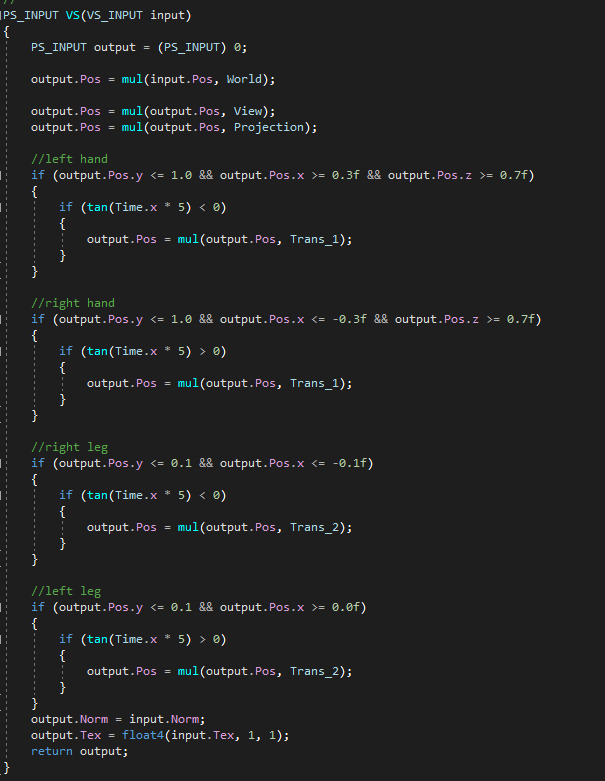 //
PS_INPUT VS(VS_INPUT input)
{
PS_INPUT output = (PS_INPUT) 0;
output.Pos = mul(input.Pos, World);
output.Pos = mul(output.Pos, View);
output.Pos = mul(output.Pos, Projection);
//left hand
if (output.Pos.y <= 1.0 && output.Pos.x >= 0.3f && output.Pos.z >= 0.7f)
{
if (tan(Time.x * 5) < 0)
{
output.Pos = mul(output.Pos, Trans_1);
}
}
//right hand
if (output.Pos.y <= 1.0 && output.Pos.x <= -0.3f && output.Pos.z >= 0.7f)
{
if (tan(Time.x * 5) > 0)
{
output.Pos = mul(output.Pos, Trans_1);
}
}
//right leg
if (output.Pos.y <= 0.1 && output.Pos.x <= -0.1f)
{
if (tan(Time.x * 5) < 0)
{
output.Pos = mul(output.Pos, Trans_2);
}
}
//left leg
if (output.Pos.y <= 0.1 && output.Pos.x >= 0.0f)
{
if (tan(Time.x * 5) > 0)
{
output.Pos = mul(output.Pos, Trans_2);
}
}
output.Norm = input.Norm;
output.Tex = float4(input.Tex, 1, 1);
return output;
}